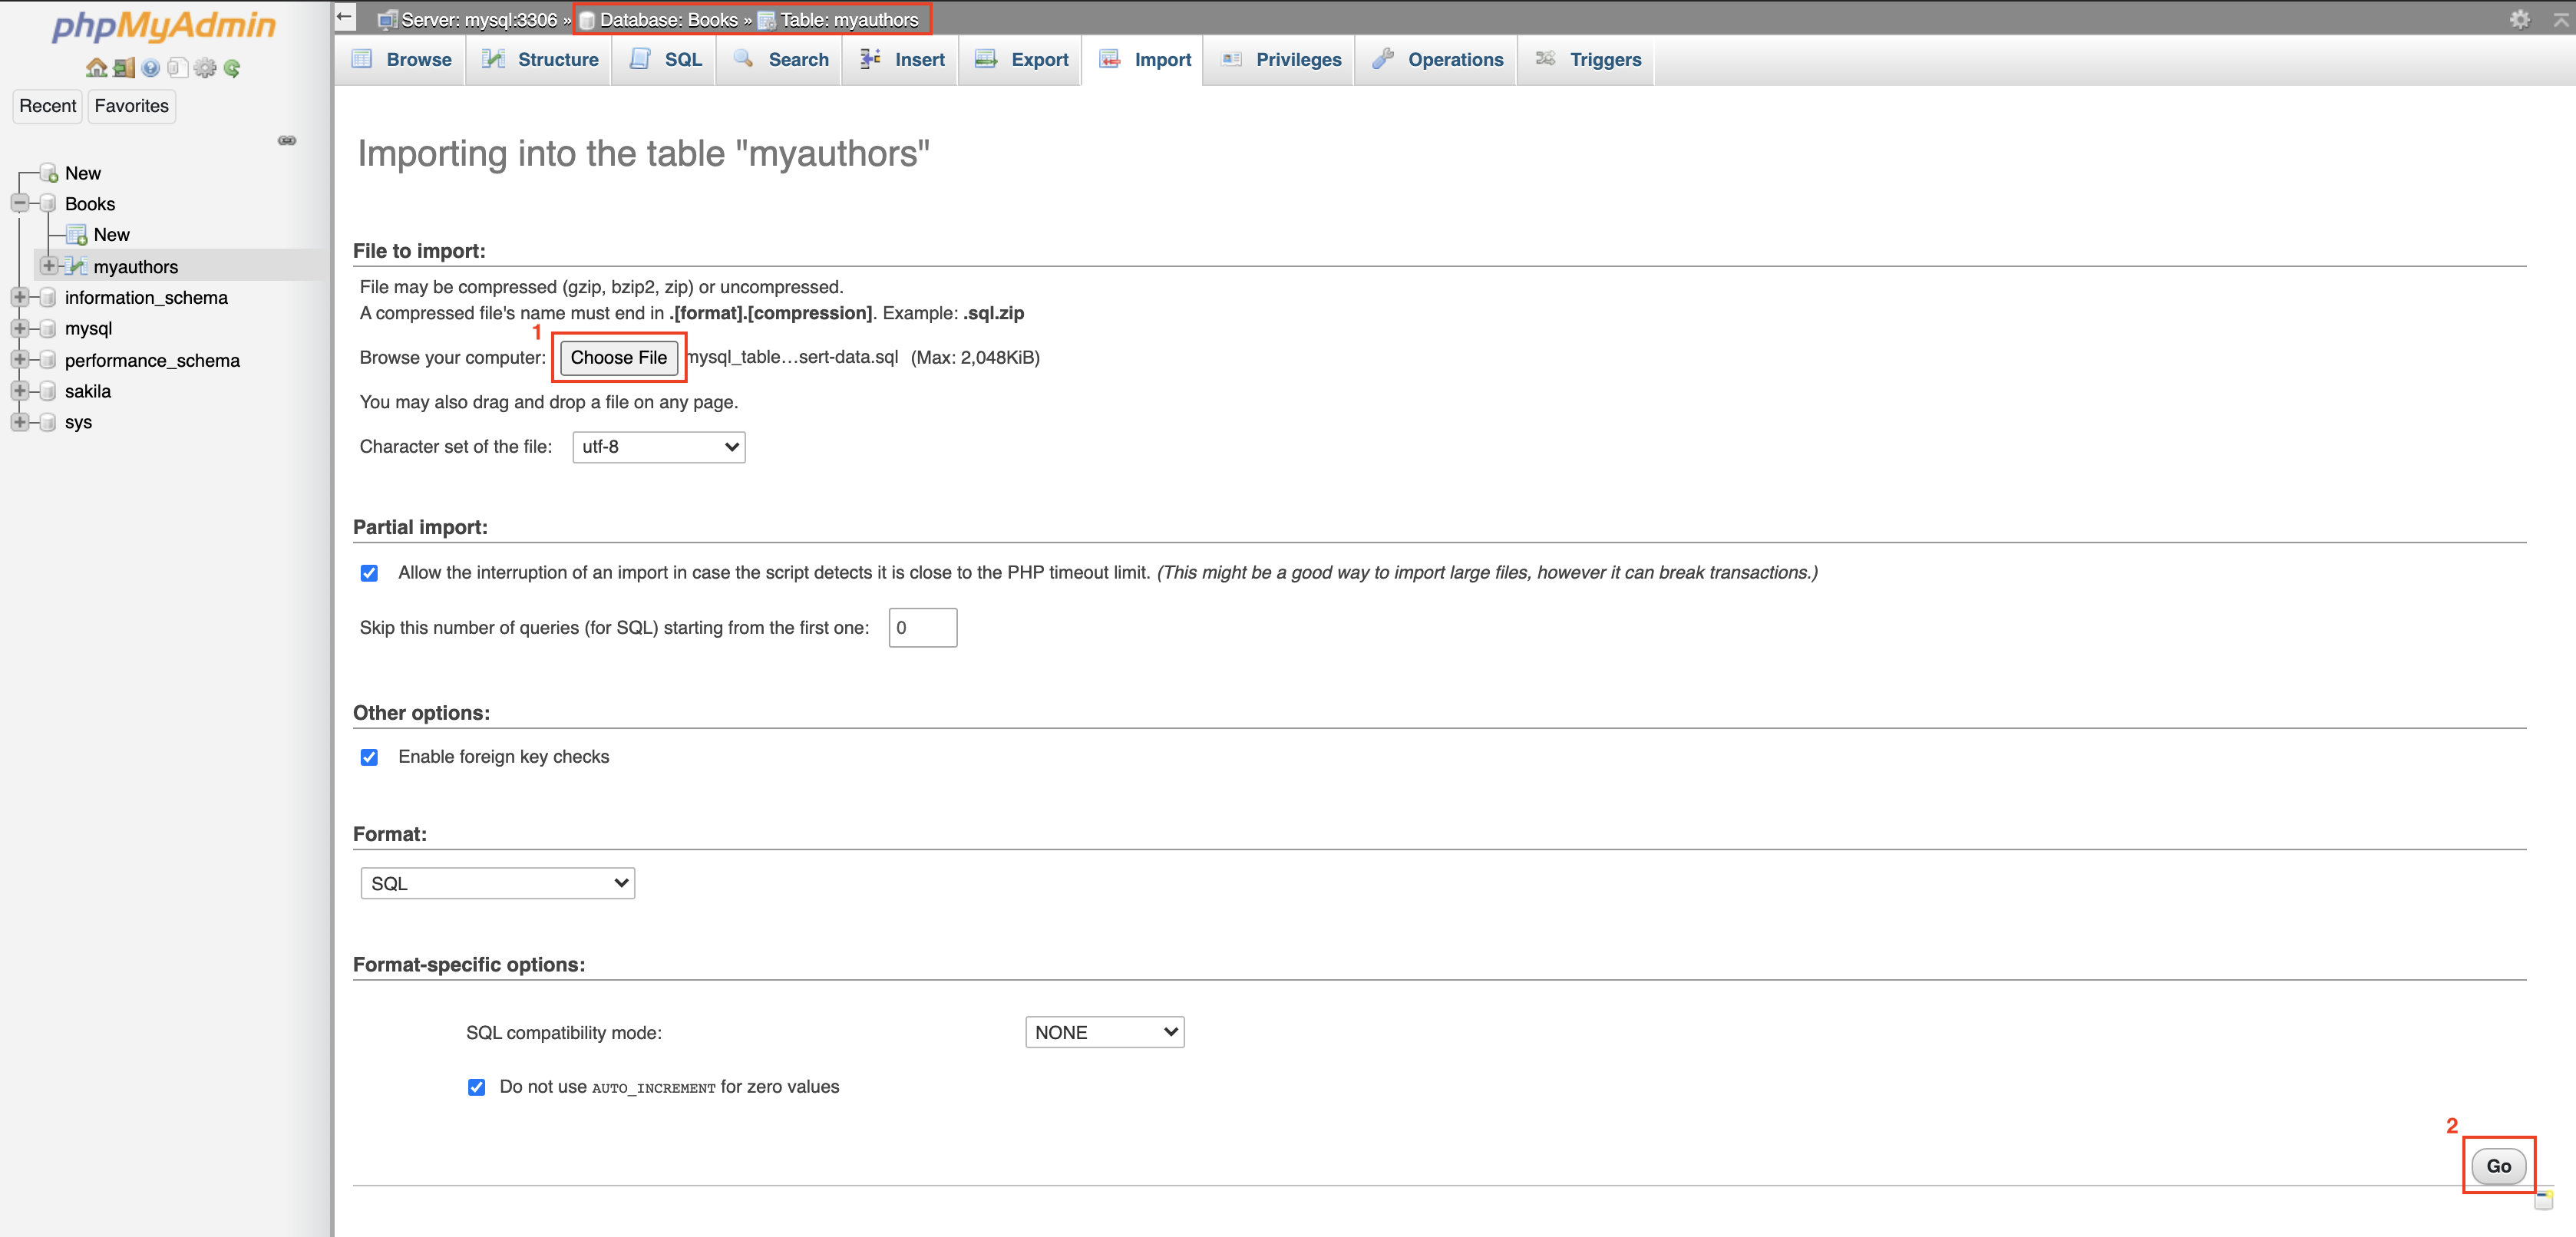 phpMyAdmin
Recent Favorites
New
Books
New
myauthors
information_schema
mysql
performance_schema
sakila
sys
Server: mysql:3306 » Database: Books » Table: myauthors
Browse Structure SQL Search Insert Export Import Privileges Operations Triggers
Importing into the table "myauthors"
File to import:
File may be compressed (gzip, bzip2, zip) or uncompressed.
A compressed file's name must end in .[format].[compression]. Example: .sql.zip
1
Browse your computer: Choose File mysql_table…sert-data.sql (Max: 2,048KiB)
You may also drag and drop a file on any page.
Character set of the file: utf-8
Partial import:
Allow the interruption of an import in case the script detects it is close to the PHP timeout limit. (This might be a good way to import large files, however it can break transactions.)
Skip this number of queries (for SQL) starting from the first one: 0
Other options:
Enable foreign key checks
Format:
SQL
Format-specific options:
SQL compatibility mode: NONE
Do not use AUTO_INCREMENT for zero values
2
Go